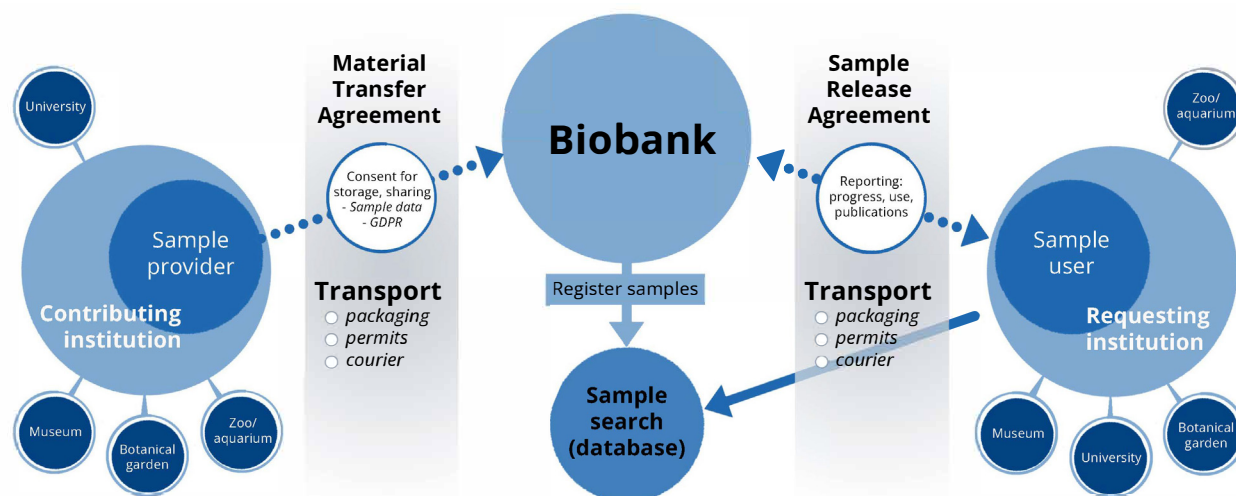 University
Sample
provider
Contributing
institution
Museum
Botanical
garden
Zoo/
aquarium
Material
Transfer
Agreement
Consent for
storage, sharing
- Sample data
- GDPR
Transport
packaging
permits
courier
Biobank
Register samples
Sample
search
(database)
Sample
Release
Agreement
Reporting:
progress, use,
publications
Transport
packaging
permits
courier
Zoo/
aquarium
Sample
user
Requesting
institution
Museum
University
Botanical
garden